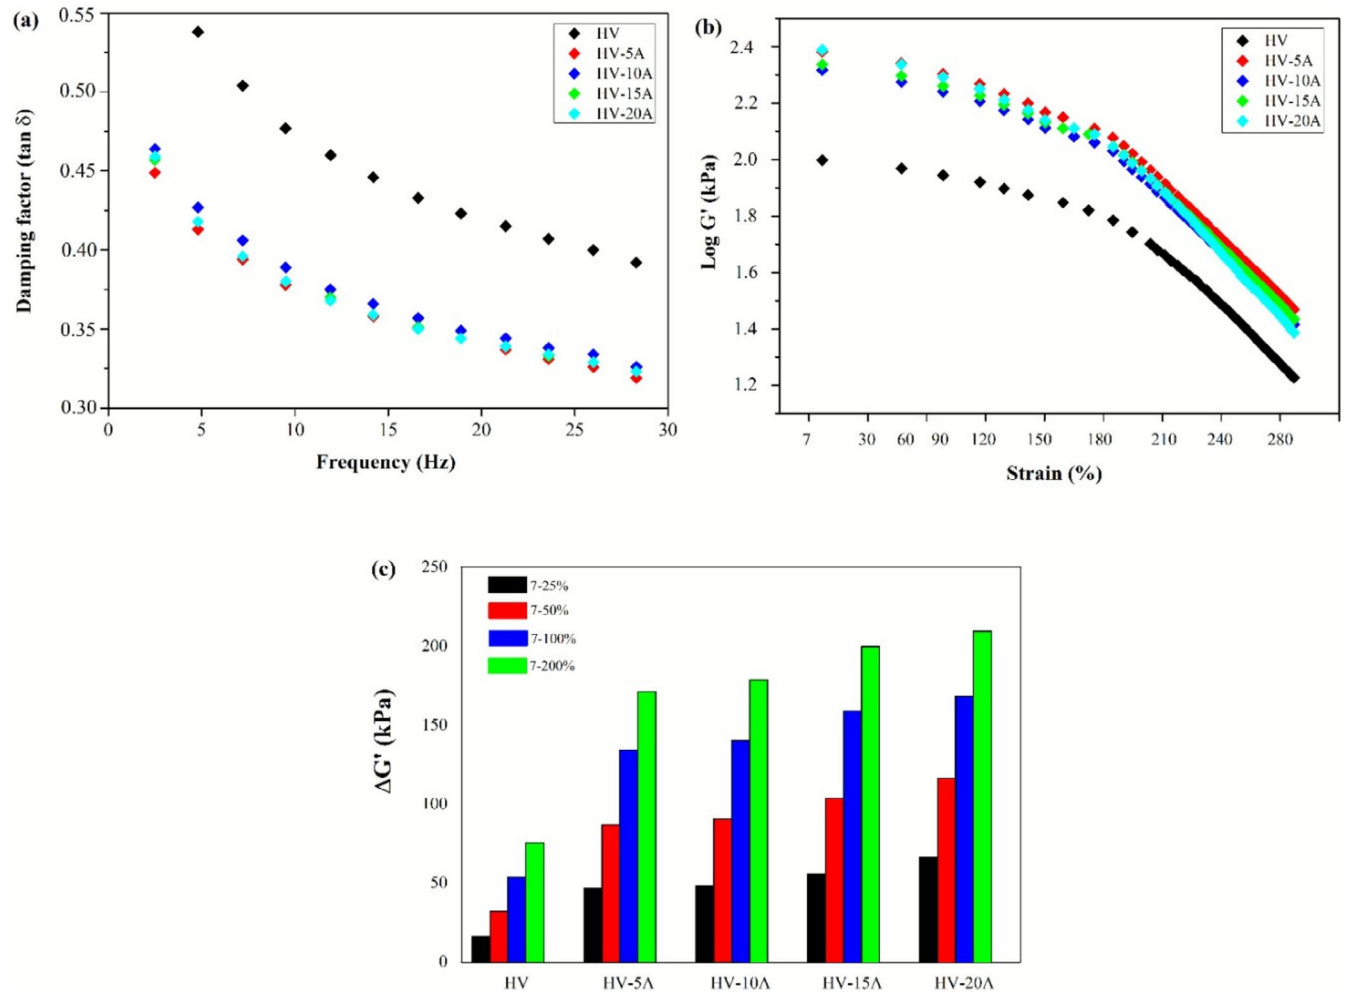 (a)
0.55
0.50
0.45
0.40
0.35
0.30
Damping factor (tan δ)
HV
HV-5A
HV-10A
HV-15A
HV-20A
0 5 10 15 20 25 30
Frequency (Hz)
(b)
2.4
2.2
2.0
1.8
1.6
1.4
1.2
Log G' (kPa)
HV
HV-5A
HV-10A
HV-15A
HV-20A
7 30 60 90 120 150 180 210 240 280
Strain (%)
(c)
250
200
150
100
50
0
ΔG' (kPa)
7-25%
7-50%
7-100%
7-200%
HV HV-5A HV-10A HV-15A HV-20A